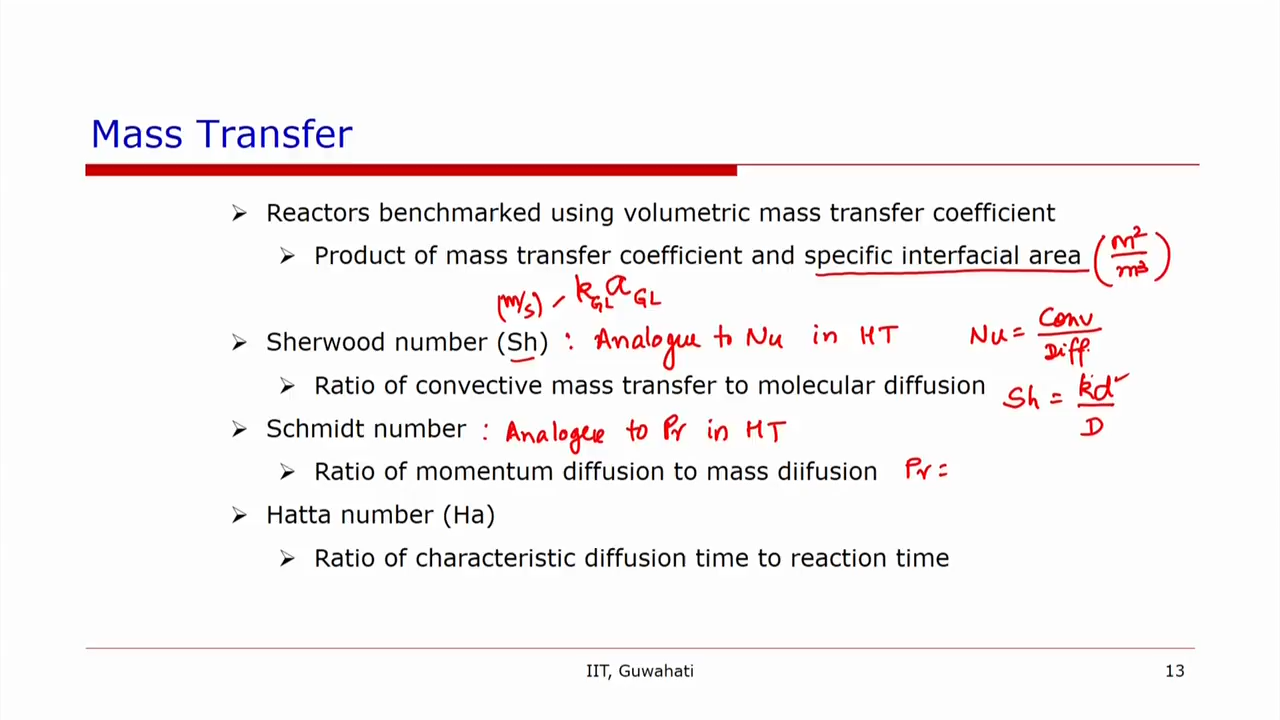 Mass Transfer
Reactors benchmarked using volumetric mass transfer coefficient
Product of mass transfer coefficient and specific interfacial area (m²/m³)
(m/s) - k_GL a_GL
Sherwood number (Sh) : Analogue to Nu in HT Nu = Conv/Diff.
Ratio of convective mass transfer to molecular diffusion Sh = kd/D
Schmidt number : Analogue to Pr in HT
Ratio of momentum diffusion to mass diifusion Pr =
Hatta number (Ha)
Ratio of characteristic diffusion time to reaction time
IIT, Guwahati 13